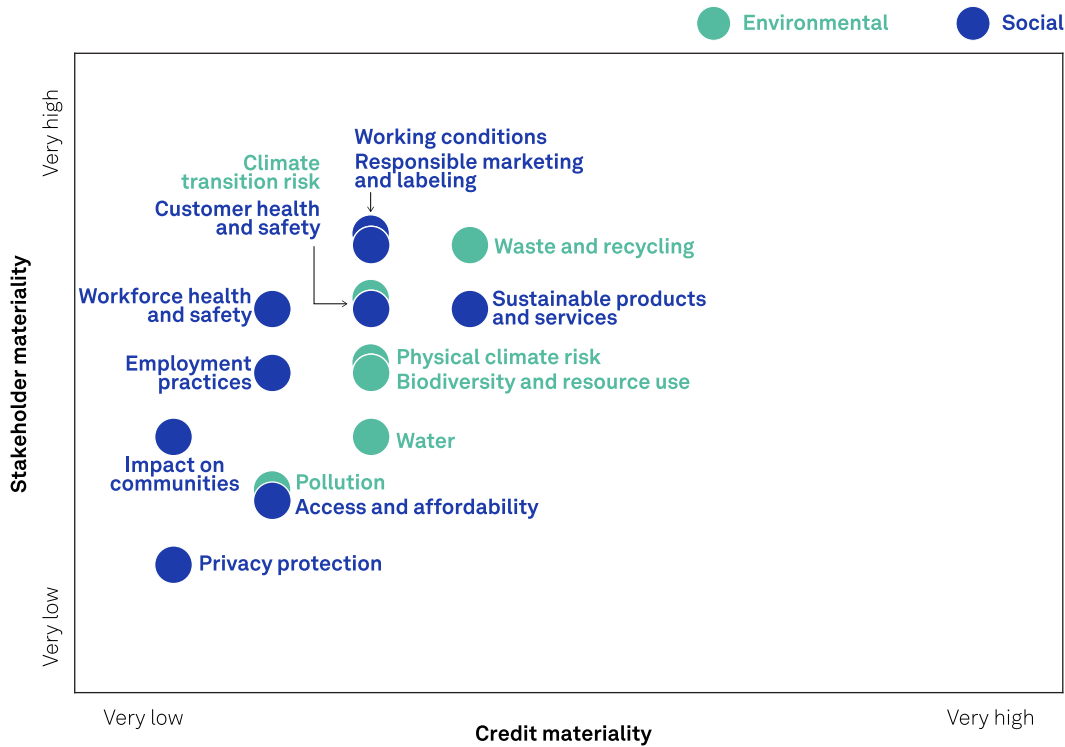 Environmental
Social
Very high
Working conditions
Climate
transition risk
Responsible marketing
and labeling
Customer health
and safety
Waste and recycling
Workforce health
and safety
Sustainable products
and services
Employment
practices
Physical climate risk
Biodiversity and resource use
Water
Impact on
communities
Pollution
Access and affordability
Privacy protection
Stakeholder materiality
Very low
Very low
Credit materiality
Very high